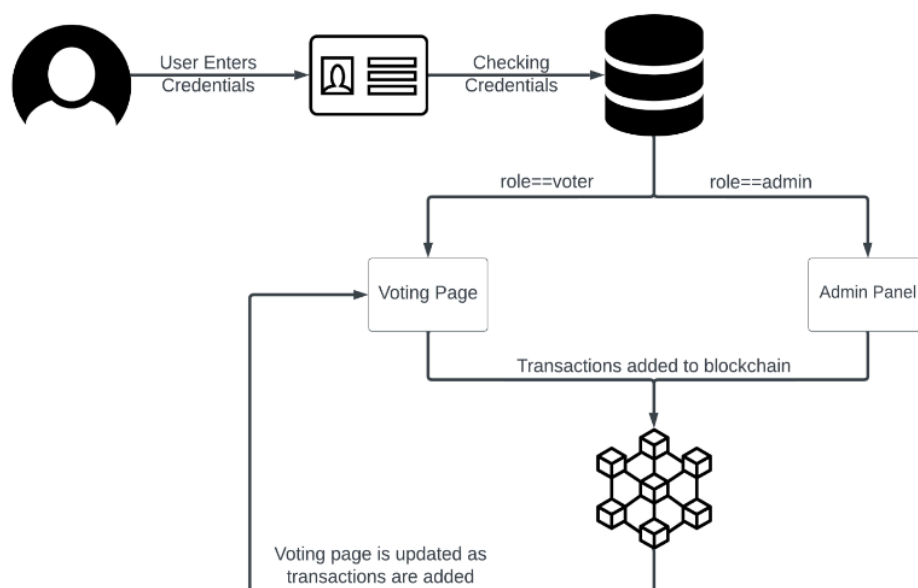 User Enters
Credentials
Checking
Credentials
role==voter
role==admin
Voting Page
Admin Panel
Transactions added to blockchain
Voting page is updated as
transactions are added